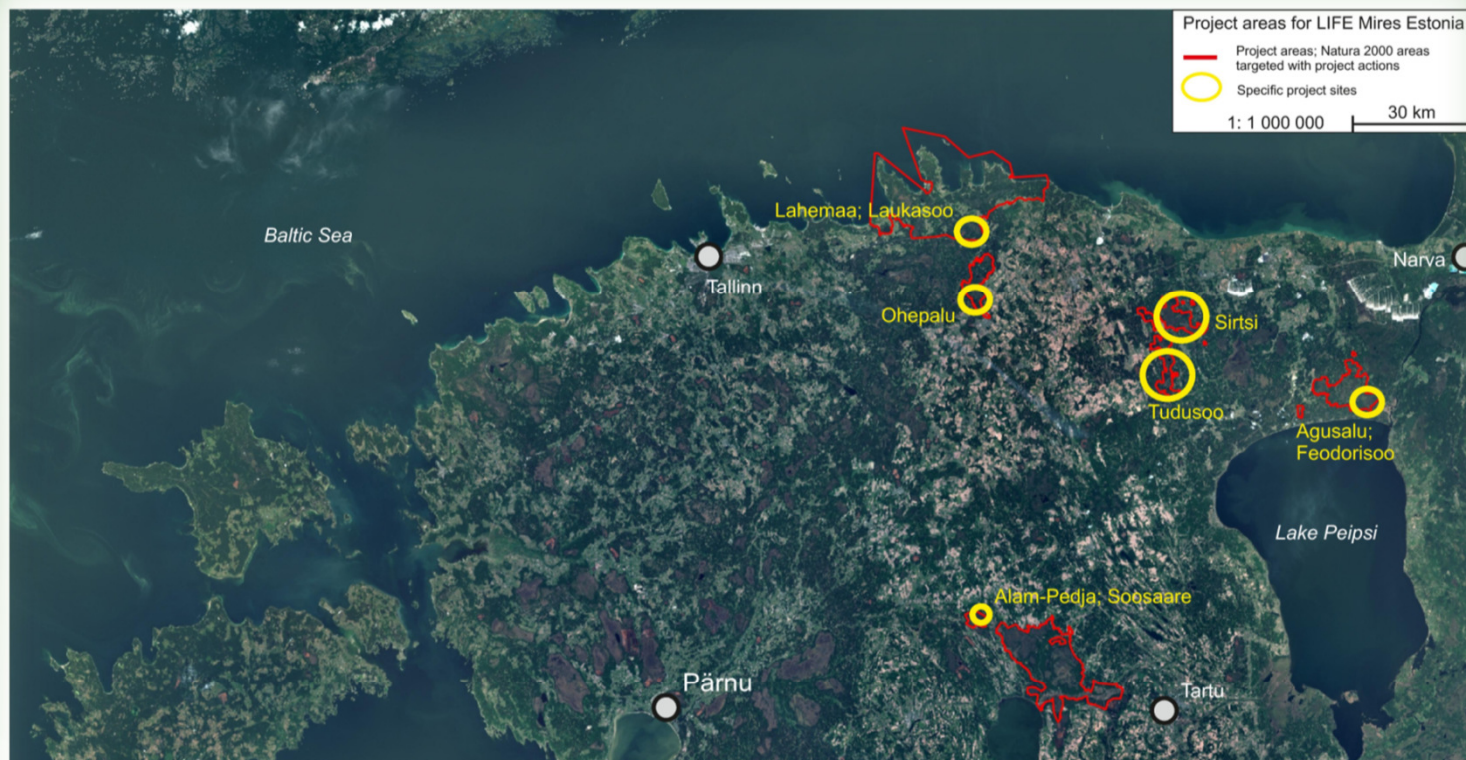 Project areas for LIFE Mires Estonia
Project areas; Natura 2000 areas
targeted with project actions
Specific project sites
1: 1 000 000
30 km
Lahemaa; Laukasoo
Baltic Sea
Tallinn
Narva
Ohepalu
Sirtsi
Tudusoo
Agusalu;
Feodorisoo
Lake Peipsi
Alam-Pedja; Soosaare
Pärnu
Tartu